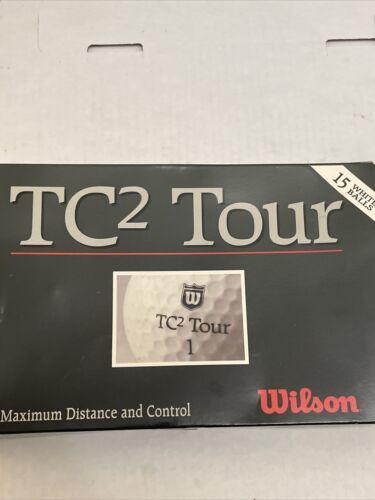 15 WHITE
BALLS
TC² Tour
W
TC² Tour
1
Maximum Distance and Control
Wilson